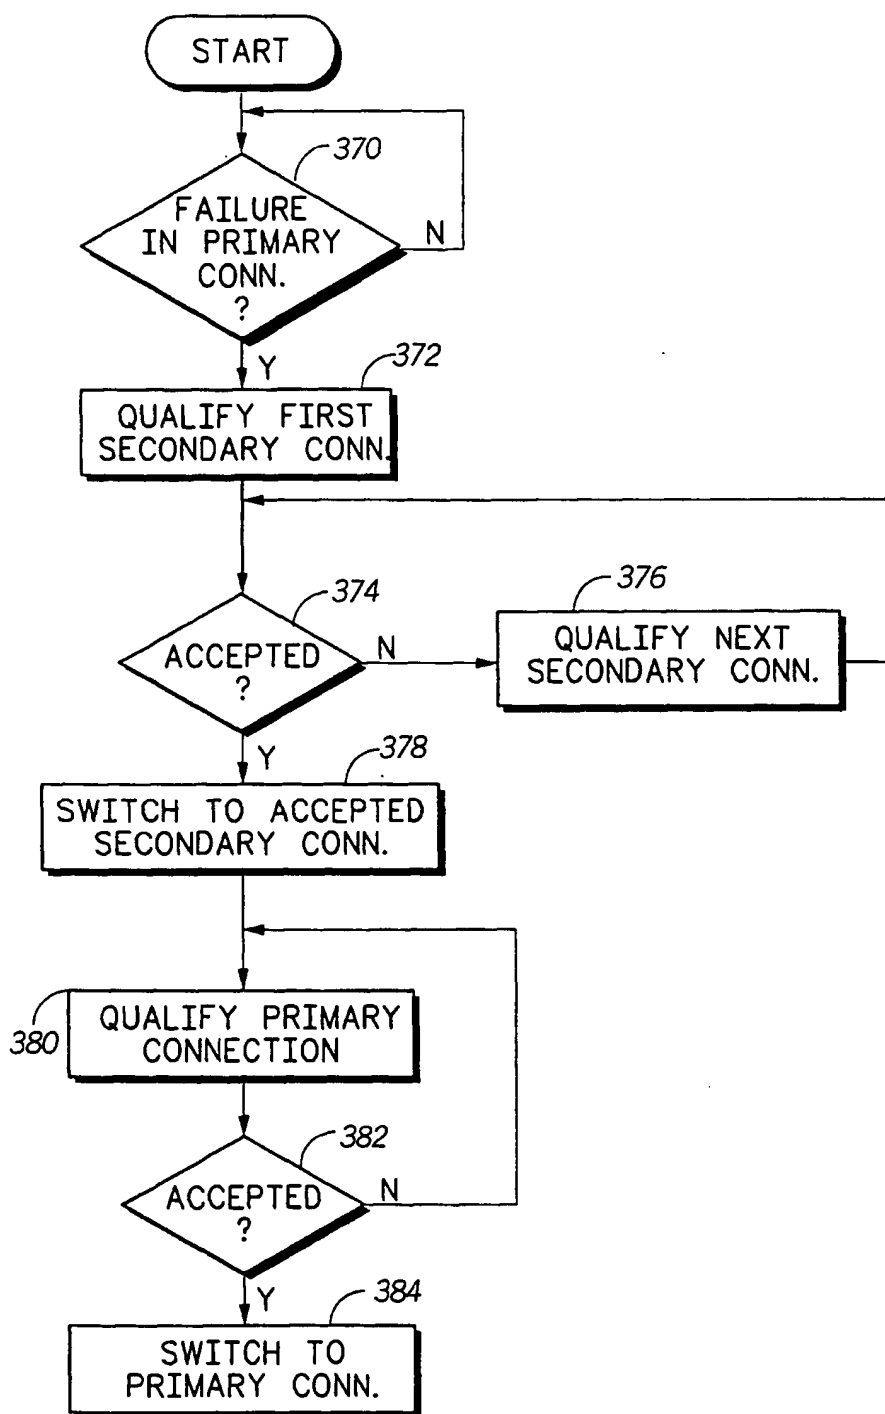 START
370
FAILURE
IN PRIMARY
CONN.
?
N
Y
372
QUALIFY FIRST
SECONDARY CONN.
374
ACCEPTED
?
N
376
QUALIFY NEXT
SECONDARY CONN.
Y
378
SWITCH TO ACCEPTED
SECONDARY CONN.
380
QUALIFY PRIMARY
CONNECTION
382
ACCEPTED
?
N
Y
384
SWITCH TO
PRIMARY CONN.